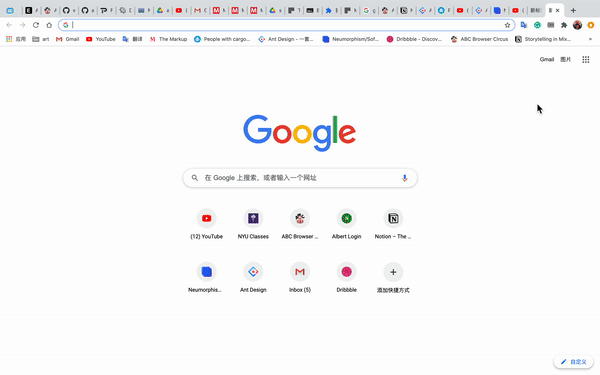 应用 art Gmail YouTube 翻译 The Markup People with cargo... Ant Design - 一套... Neumorphism/Sof... Dribbble - Discov... ABC Browser Circus Storytelling in Mix... »
Gmail 图片
Google
在 Google 上搜索，或者输入一个网址
(12) YouTube NYU Classes ABC Browser ... Albert Login Notion – The ...
Neumorphis... Ant Design Inbox (5) Dribbble 添加快捷方式
自定义